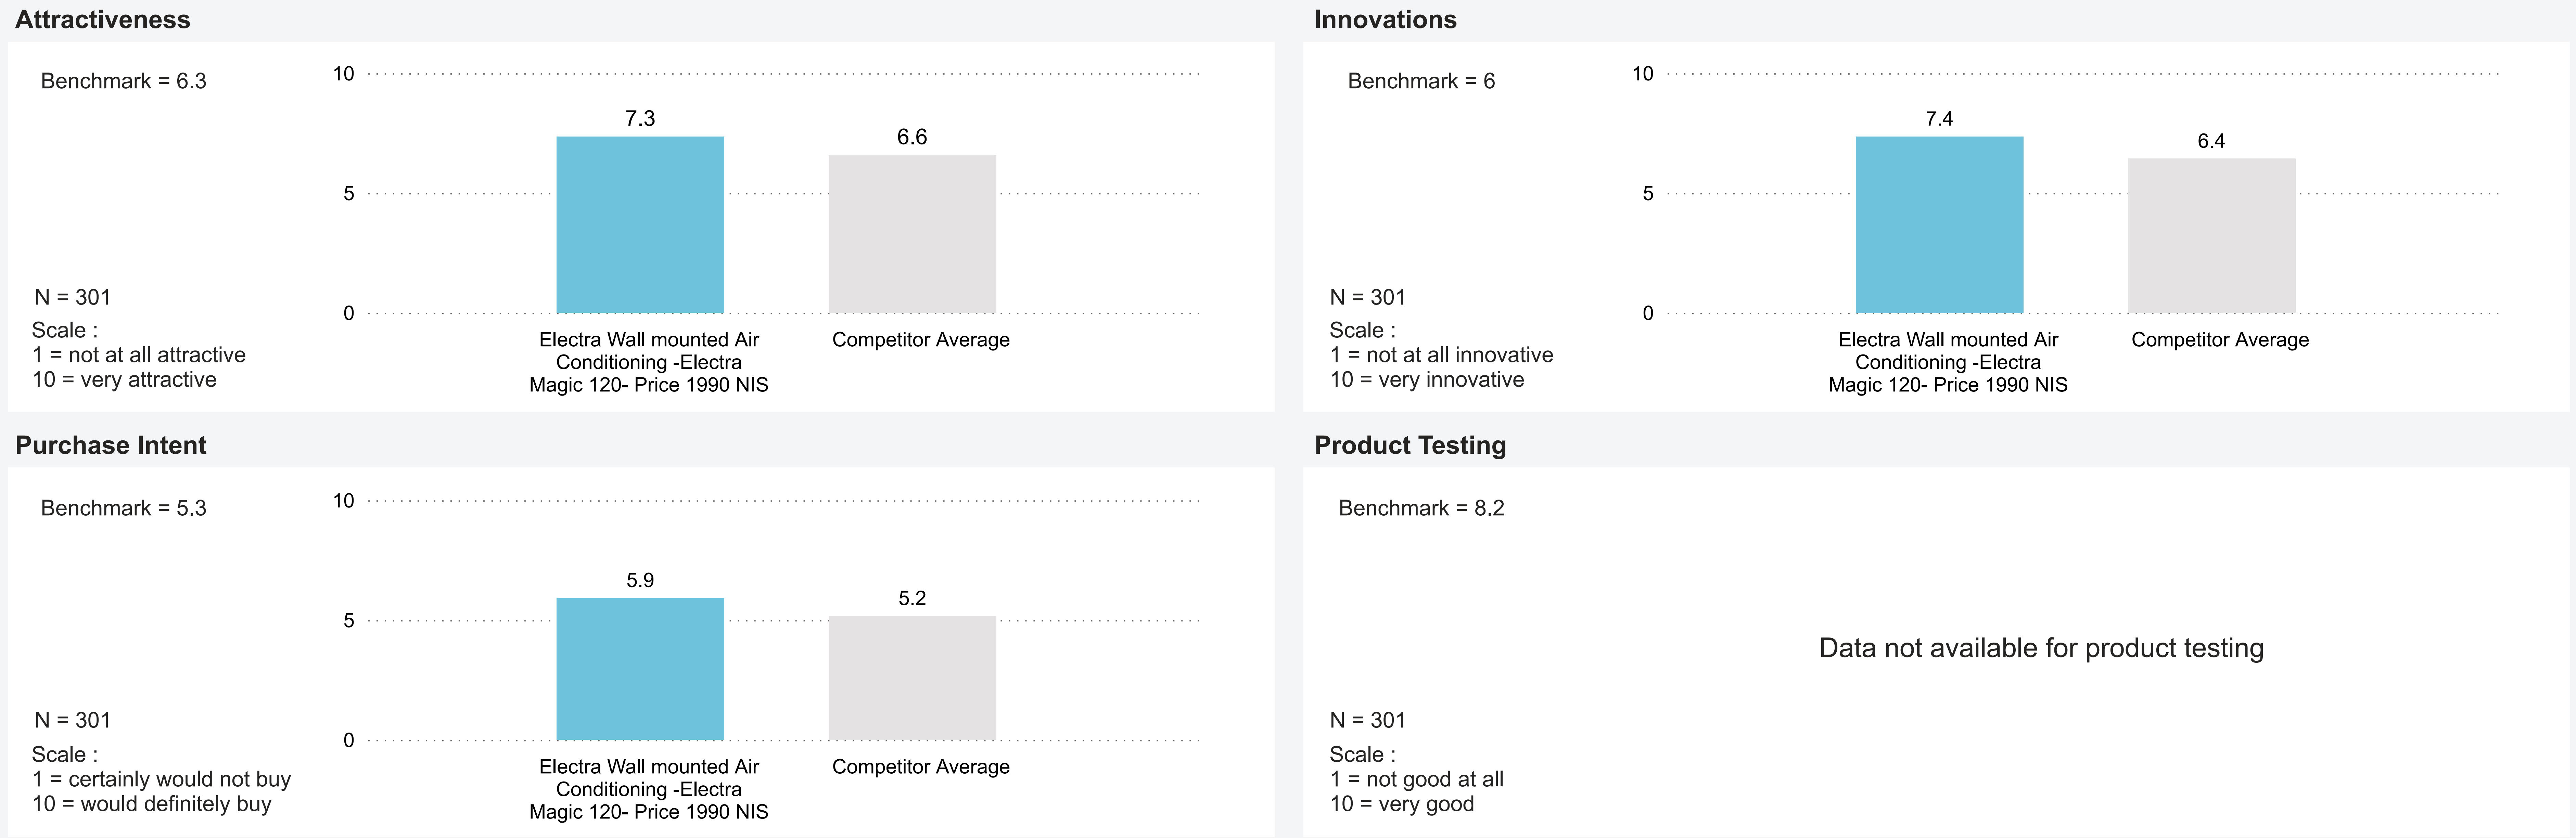 Attractiveness
Benchmark = 6.3
10
5
0
7.3
6.6
N = 301
Scale :
1 = not at all attractive
10 = very attractive
Electra Wall mounted Air
Conditioning -Electra
Magic 120- Price 1990 NIS
Competitor Average
Innovations
Benchmark = 6
10
5
0
7.4
6.4
N = 301
Scale :
1 = not at all innovative
10 = very innovative
Electra Wall mounted Air
Conditioning -Electra
Magic 120- Price 1990 NIS
Competitor Average
Purchase Intent
Benchmark = 5.3
10
5
0
5.9
5.2
N = 301
Scale :
1 = certainly would not buy
10 = would definitely buy
Electra Wall mounted Air
Conditioning -Electra
Magic 120- Price 1990 NIS
Competitor Average
Product Testing
Benchmark = 8.2
Data not available for product testing
N = 301
Scale :
1 = not good at all
10 = very good